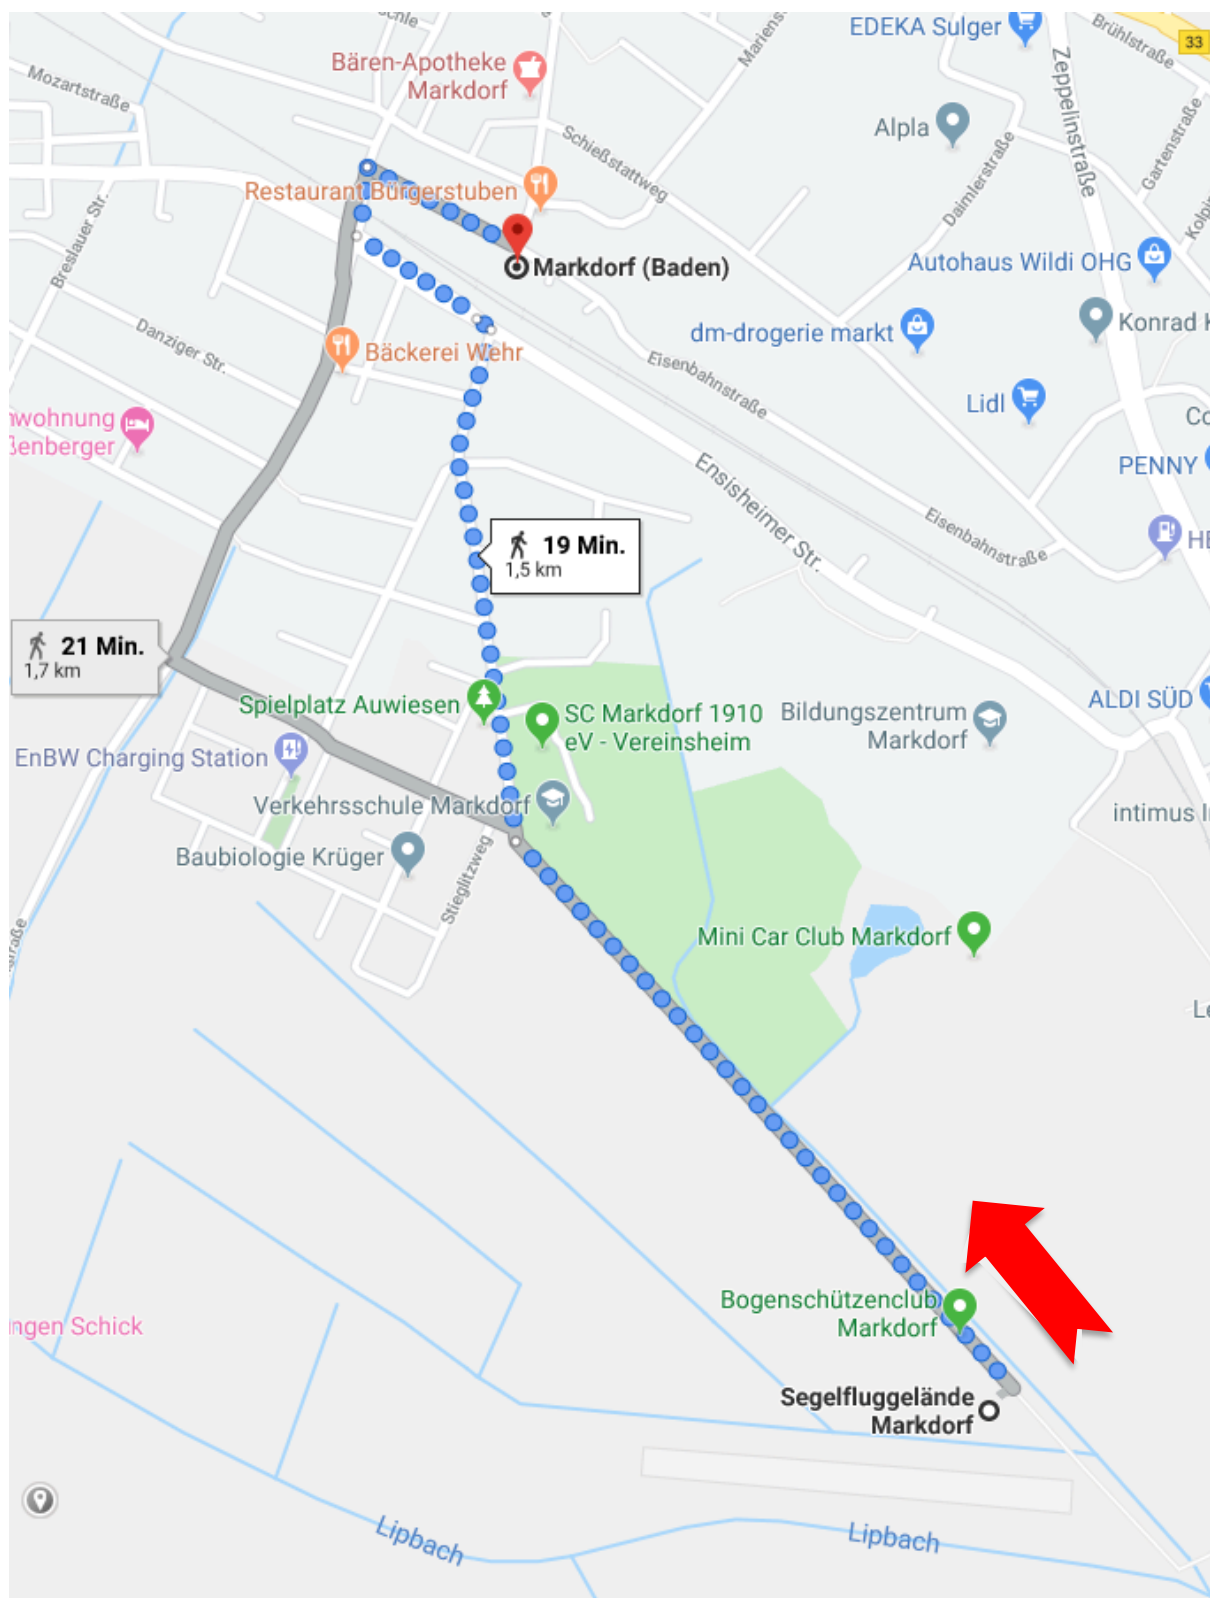 EDEKA Sulger
Brühlstraße
33
Bären-Apotheke
Markdorf
Mozartstraße
Zeppelinstraße
Alpla
Schießstattweg
Daimlerstraße
Gartenstraße
Restaurant Bürgerstuben
Breslauer Str.
Markdorf (Baden)
Autohaus Wildi OHG
Danziger Str.
Bäckerei Wehr
dm-drogerie markt
Konrad K
Eisenbahnstraße
Lidl
PENNY
Ensisheimer Str.
Eisenbahnstraße
19 Min.
1,5 km
21 Min.
1,7 km
Spielplatz Auwiesen
SC Markdorf 1910
eV - Vereinsheim
Bildungszentrum
Markdorf
ALDI SÜD
EnBW Charging Station
Verkehrsschule Markdorf
intimus
Baubiologie Krüger
Stieglitzweg
Mini Car Club Markdorf
Bogenschützenclub
Markdorf
ngen Schick
Segelfluggelände
Markdorf
Lipbach
Lipbach